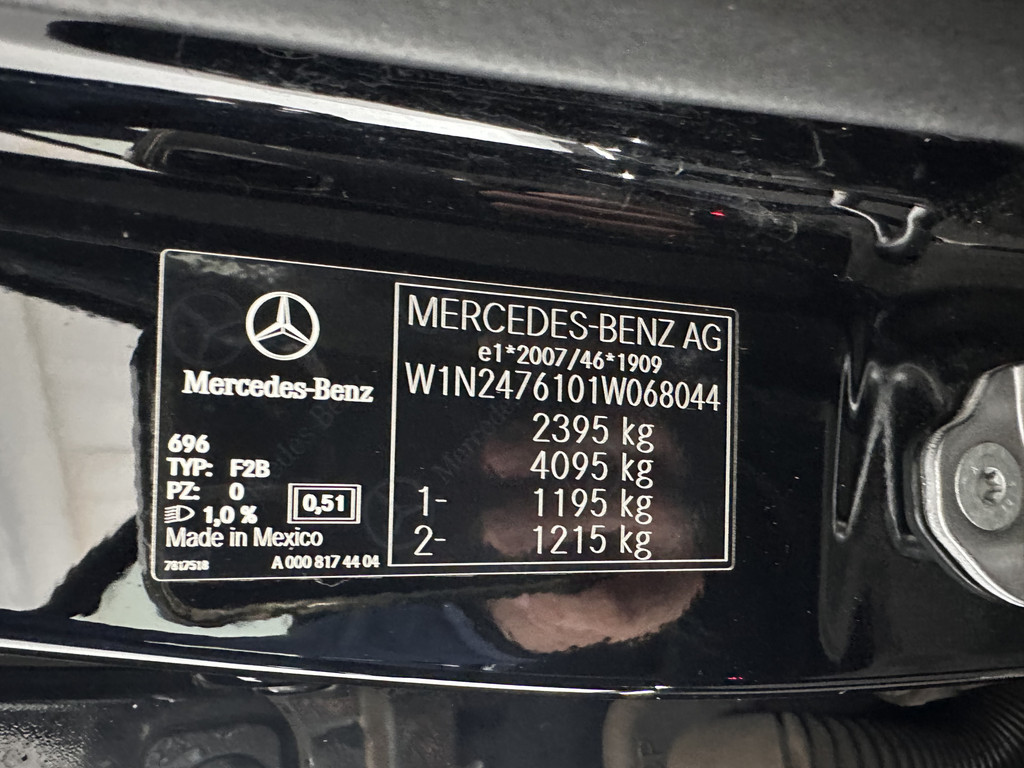 Mercedes-Benz
696
TYP: F2B
PZ: 0
1,0 %
0,51
Made in Mexico
7817518
A 000 817 44 04
MERCEDES-BENZ AG
e1*2007/46*1909
W1N2476101W068044
2395 kg
4095 kg
1- 1195 kg
2- 1215 kg